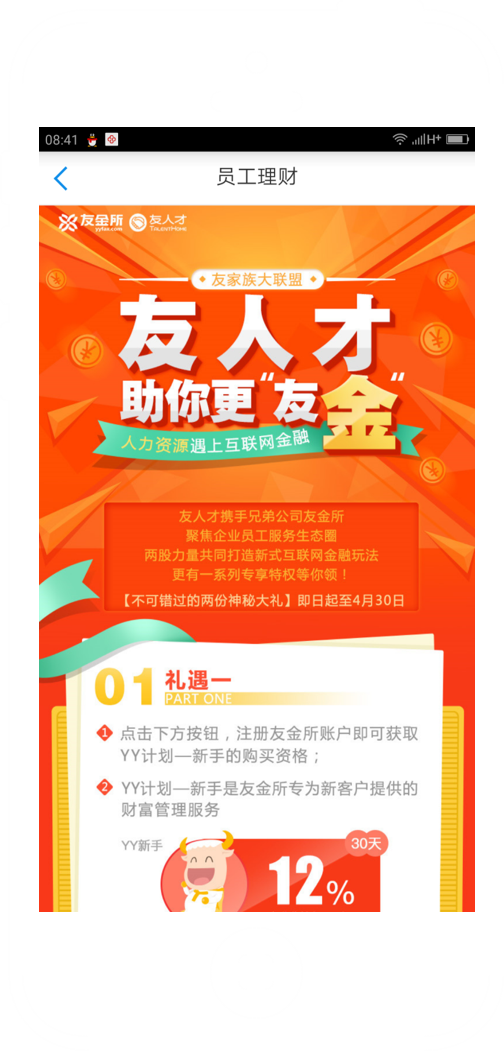 08:41 H⁺
员工理财
友金所 yyfax.com 友人才
友家族大联盟
友人才
助你更“友金“
人力资源遇上互联网金融
友人才携手兄弟公司友金所
聚焦企业员工服务生态圈
两股力量共同打造新式互联网金融玩法
更有一系列专享特权等你领！
【不可错过的两份神秘大礼】即日起至4月30日
01 礼遇一
PART ONE
1 点击下方按钮，注册友金所账户即可获取
YY计划—新手的购买资格；
2 YY计划—新手是友金所专为新客户提供的
财富管理服务
YY新手 30天
12%